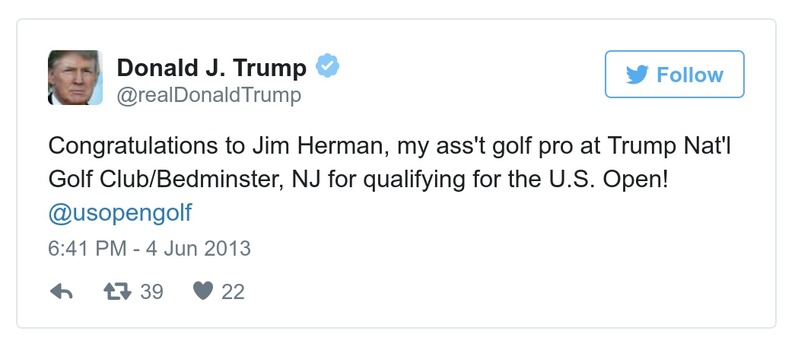 Donald J. Trump
@realDonaldTrump
Follow
Congratulations to Jim Herman, my ass't golf pro at Trump Nat'l
Golf Club/Bedminster, NJ for qualifying for the U.S. Open!
@usopengolf
6:41 PM - 4 Jun 2013
39 22